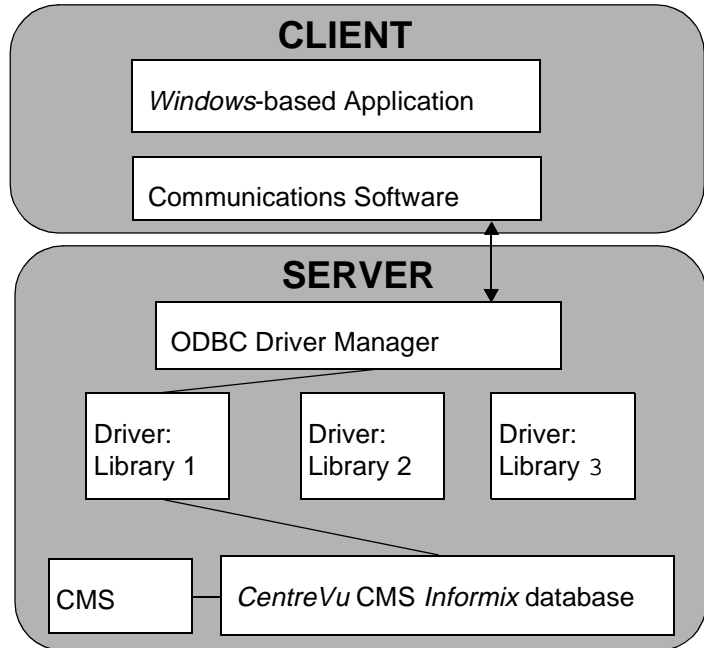 CLIENT
Windows-based Application
Communications Software
SERVER
ODBC Driver Manager
Driver:
Library 1
Driver:
Library 2
Driver:
Library 3
CMS
CentreVu CMS Informix database